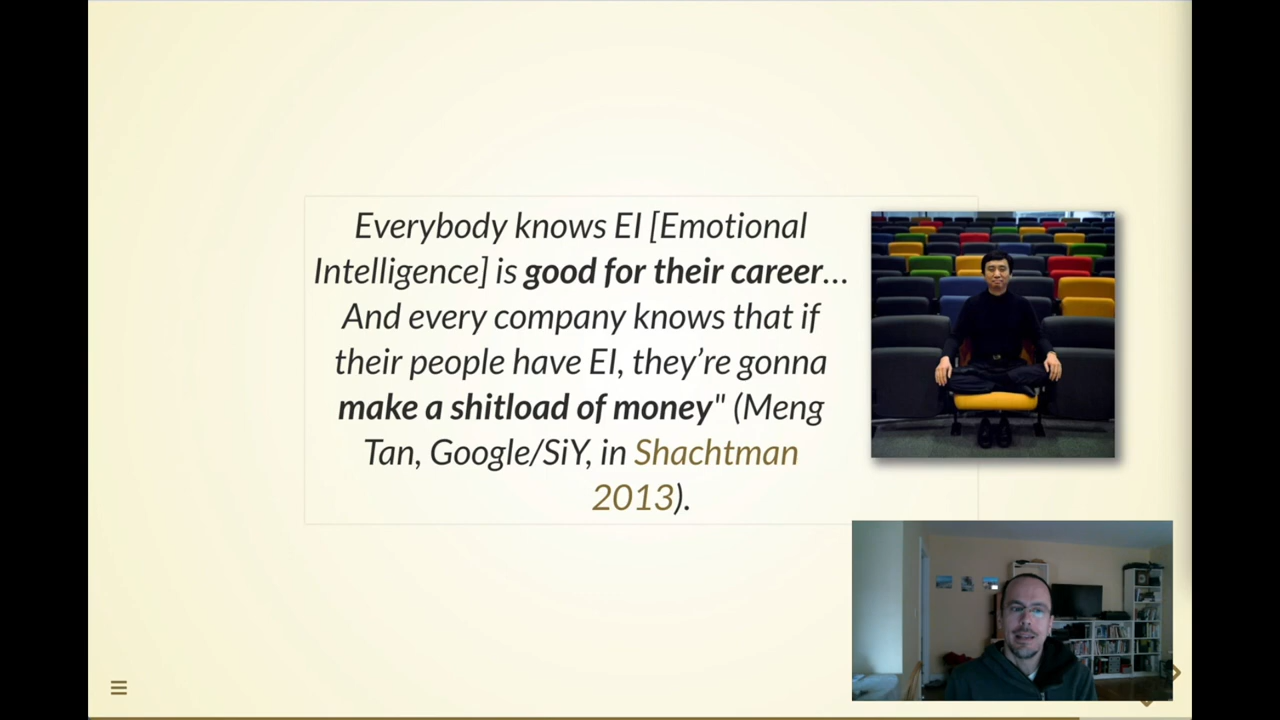 Everybody knows EI [Emotional
Intelligence] is good for their career...
And every company knows that if
their people have EI, they’re gonna
make a shitload of money" (Meng
Tan, Google/SiY, in Shachtman
2013).